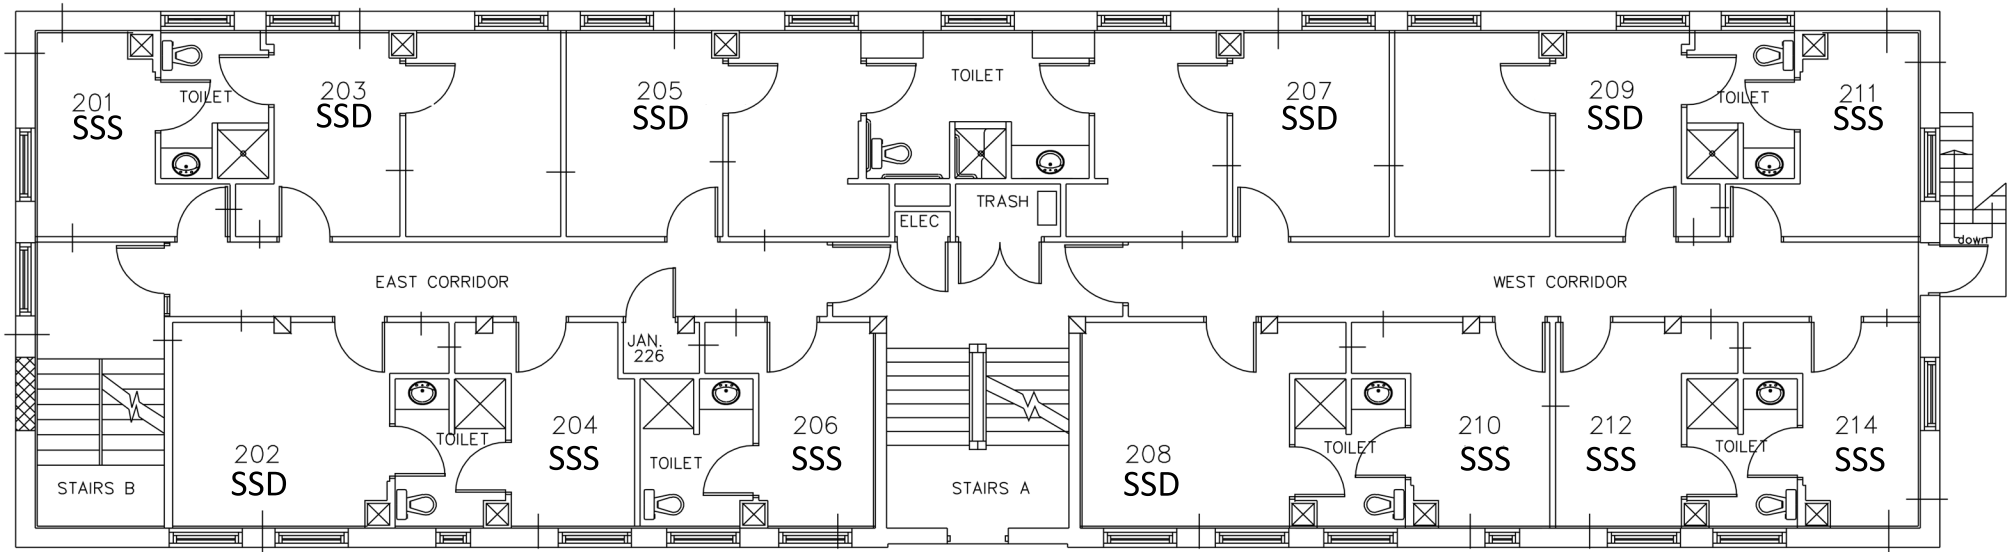 201
SSS
TOILET
203
SSD
205
SSD
TOILET
207
SSD
209
SSD
TOILET
211
SSS
ELEC
TRASH
down
EAST CORRIDOR
WEST CORRIDOR
JAN.
226
STAIRS B
202
SSD
TOILET
204
SSS
TOILET
206
SSS
STAIRS A
208
SSD
TOILET
210
SSS
212
SSS
TOILET
214
SSS